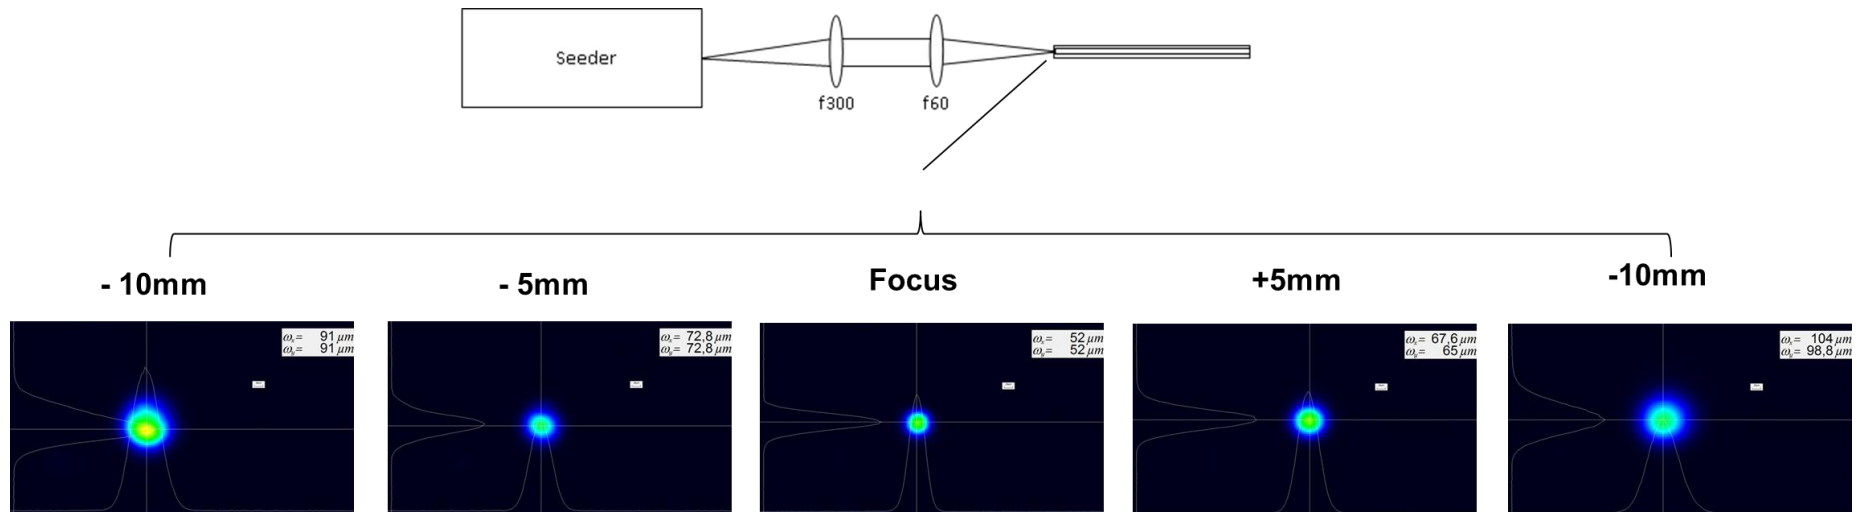 Seeder
f300
f60
- 10mm
- 5mm
Focus
+5mm
-10mm
ωx= 91 µm
ωy= 91 µm
ωx= 72,8 µm
ωy= 72,8 µm
ωx= 52 µm
ωy= 52 µm
ωx= 67,6 µm
ωy= 65 µm
ωx= 104 µm
ωy= 98,8 µm